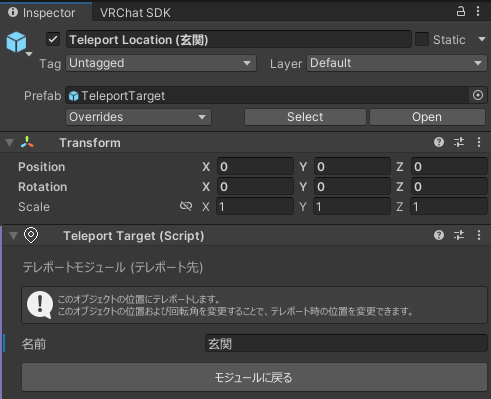 Inspector VRChat SDK
Teleport Location (玄関) Static
Tag Untagged Layer Default
Prefab TeleportTarget
Overrides Select Open
Transform
Position X 0 Y 0 Z 0
Rotation X 0 Y 0 Z 0
Scale X 1 Y 1 Z 1
Teleport Target (Script)
テレポートモジュール (テレポート先)
このオブジェクトの位置にテレポートします。
このオブジェクトの位置および回転角を変更することで、テレポート時の位置を変更できます。
名前 玄関
モジュールに戻る